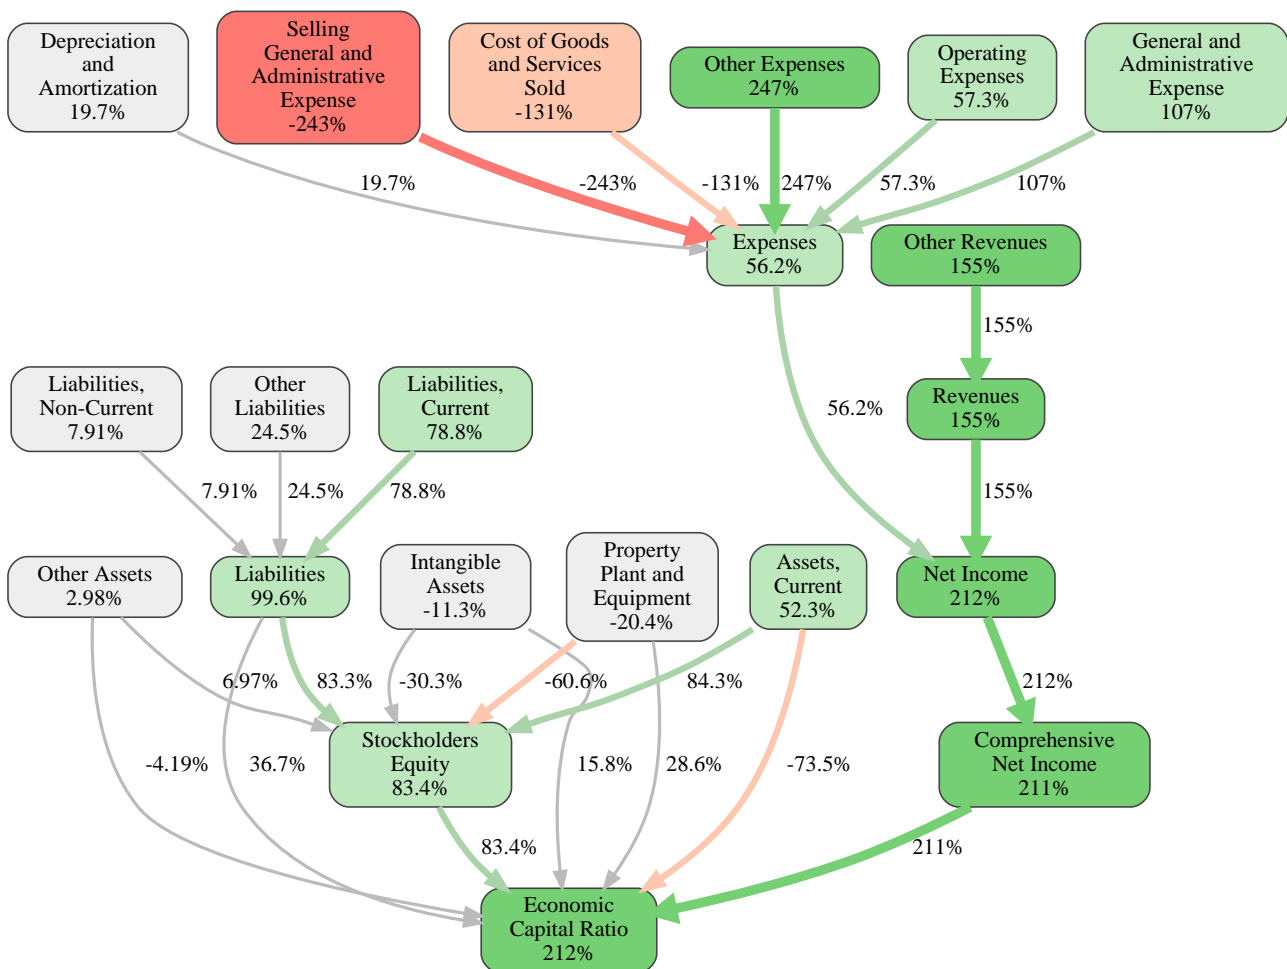 Depreciation
and
Amortization
19.7%
Selling
General and
Administrative
Expense
-243%
Cost of Goods
and Services
Sold
-131%
Other Expenses
247%
Operating
Expenses
57.3%
General and
Administrative
Expense
107%
19.7%
-243%
-131%
247%
57.3%
107%
Expenses
56.2%
Other Revenues
155%
155%
Liabilities,
Non-Current
7.91%
Other
Liabilities
24.5%
Liabilities,
Current
78.8%
56.2%
Revenues
155%
7.91%
24.5%
78.8%
155%
Other Assets
2.98%
Liabilities
99.6%
Intangible
Assets
-11.3%
Property
Plant and
Equipment
-20.4%
Assets,
Current
52.3%
Net Income
212%
6.97%
83.3%
-30.3%
-60.6%
84.3%
212%
Stockholders
Equity
83.4%
Comprehensive
Net Income
211%
-4.19%
36.7%
15.8%
28.6%
-73.5%
83.4%
211%
Economic
Capital Ratio
212%